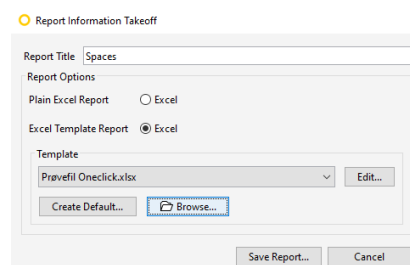 Report Information Takeoff
Report Title Spaces
Report Options
Plain Excel Report Excel
Excel Template Report Excel
Template
Prøvefil Oneclick.xlsx Edit...
Create Default... Browse...
Save Report... Cancel